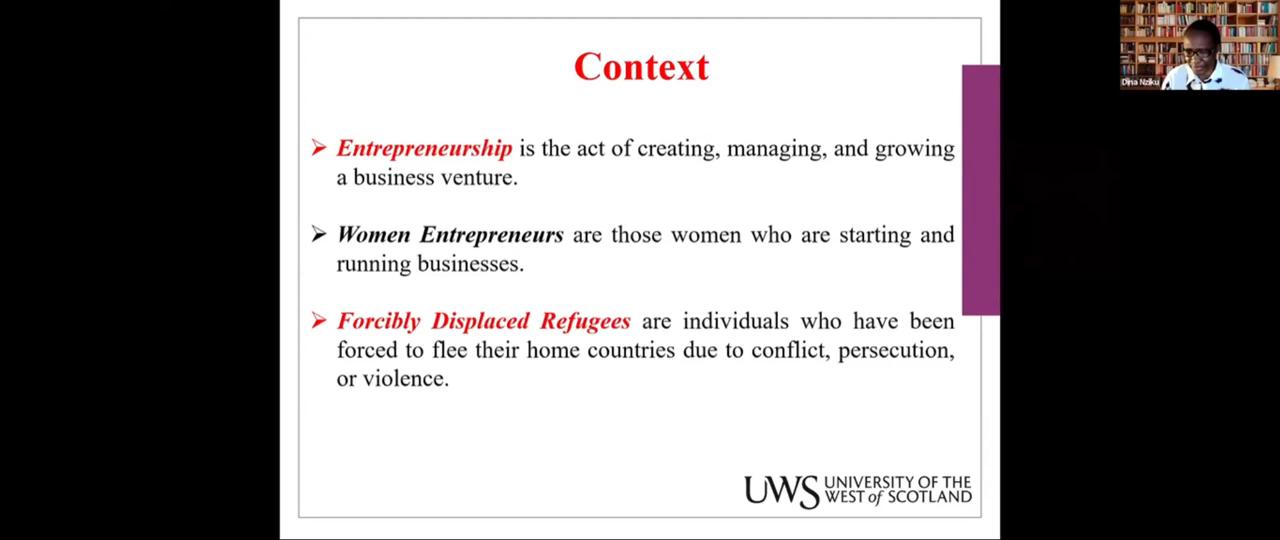 Context
Entrepreneurship is the act of creating, managing, and growing
a business venture.
Women Entrepreneurs are those women who are starting and
running businesses.
Forcibly Displaced Refugees are individuals who have been
forced to flee their home countries due to conflict, persecution,
or violence.
UWS UNIVERSITY OF THE
WEST of SCOTLAND
Dina Nziku